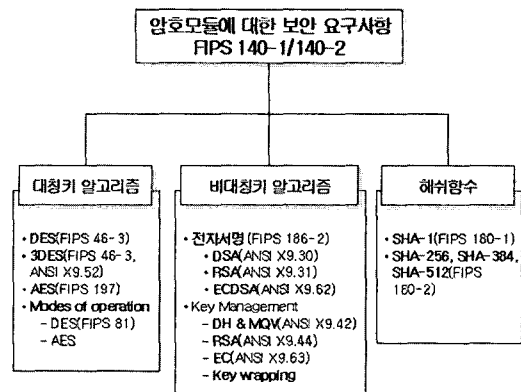 암호모듈에 대한 보안 요구사항
FIPS 140-1/140-2
대칭키 알고리즘
• DES(FIPS 46-3)
• 3DES(FIPS 46-3,
ANSI X9.52)
• AES(FIPS 197)
• Modes of operation
- DES(FIPS 81)
- AES
비대칭키 알고리즘
• 전자서명 (FIPS 186-2)
• DSA(ANSI X9.30)
• RSA(ANSI X9.31)
• ECDSA(ANSI X9.62)
• Key Management
- DH & MQV(ANSI X9.42)
- RSA(ANSI X9.44)
- EC(ANSI X9.63)
- Key wrapping
해쉬함수
• SHA-1(FIPS 180-1)
• SHA-256, SHA-384,
SHA-512(FIPS
180-2)